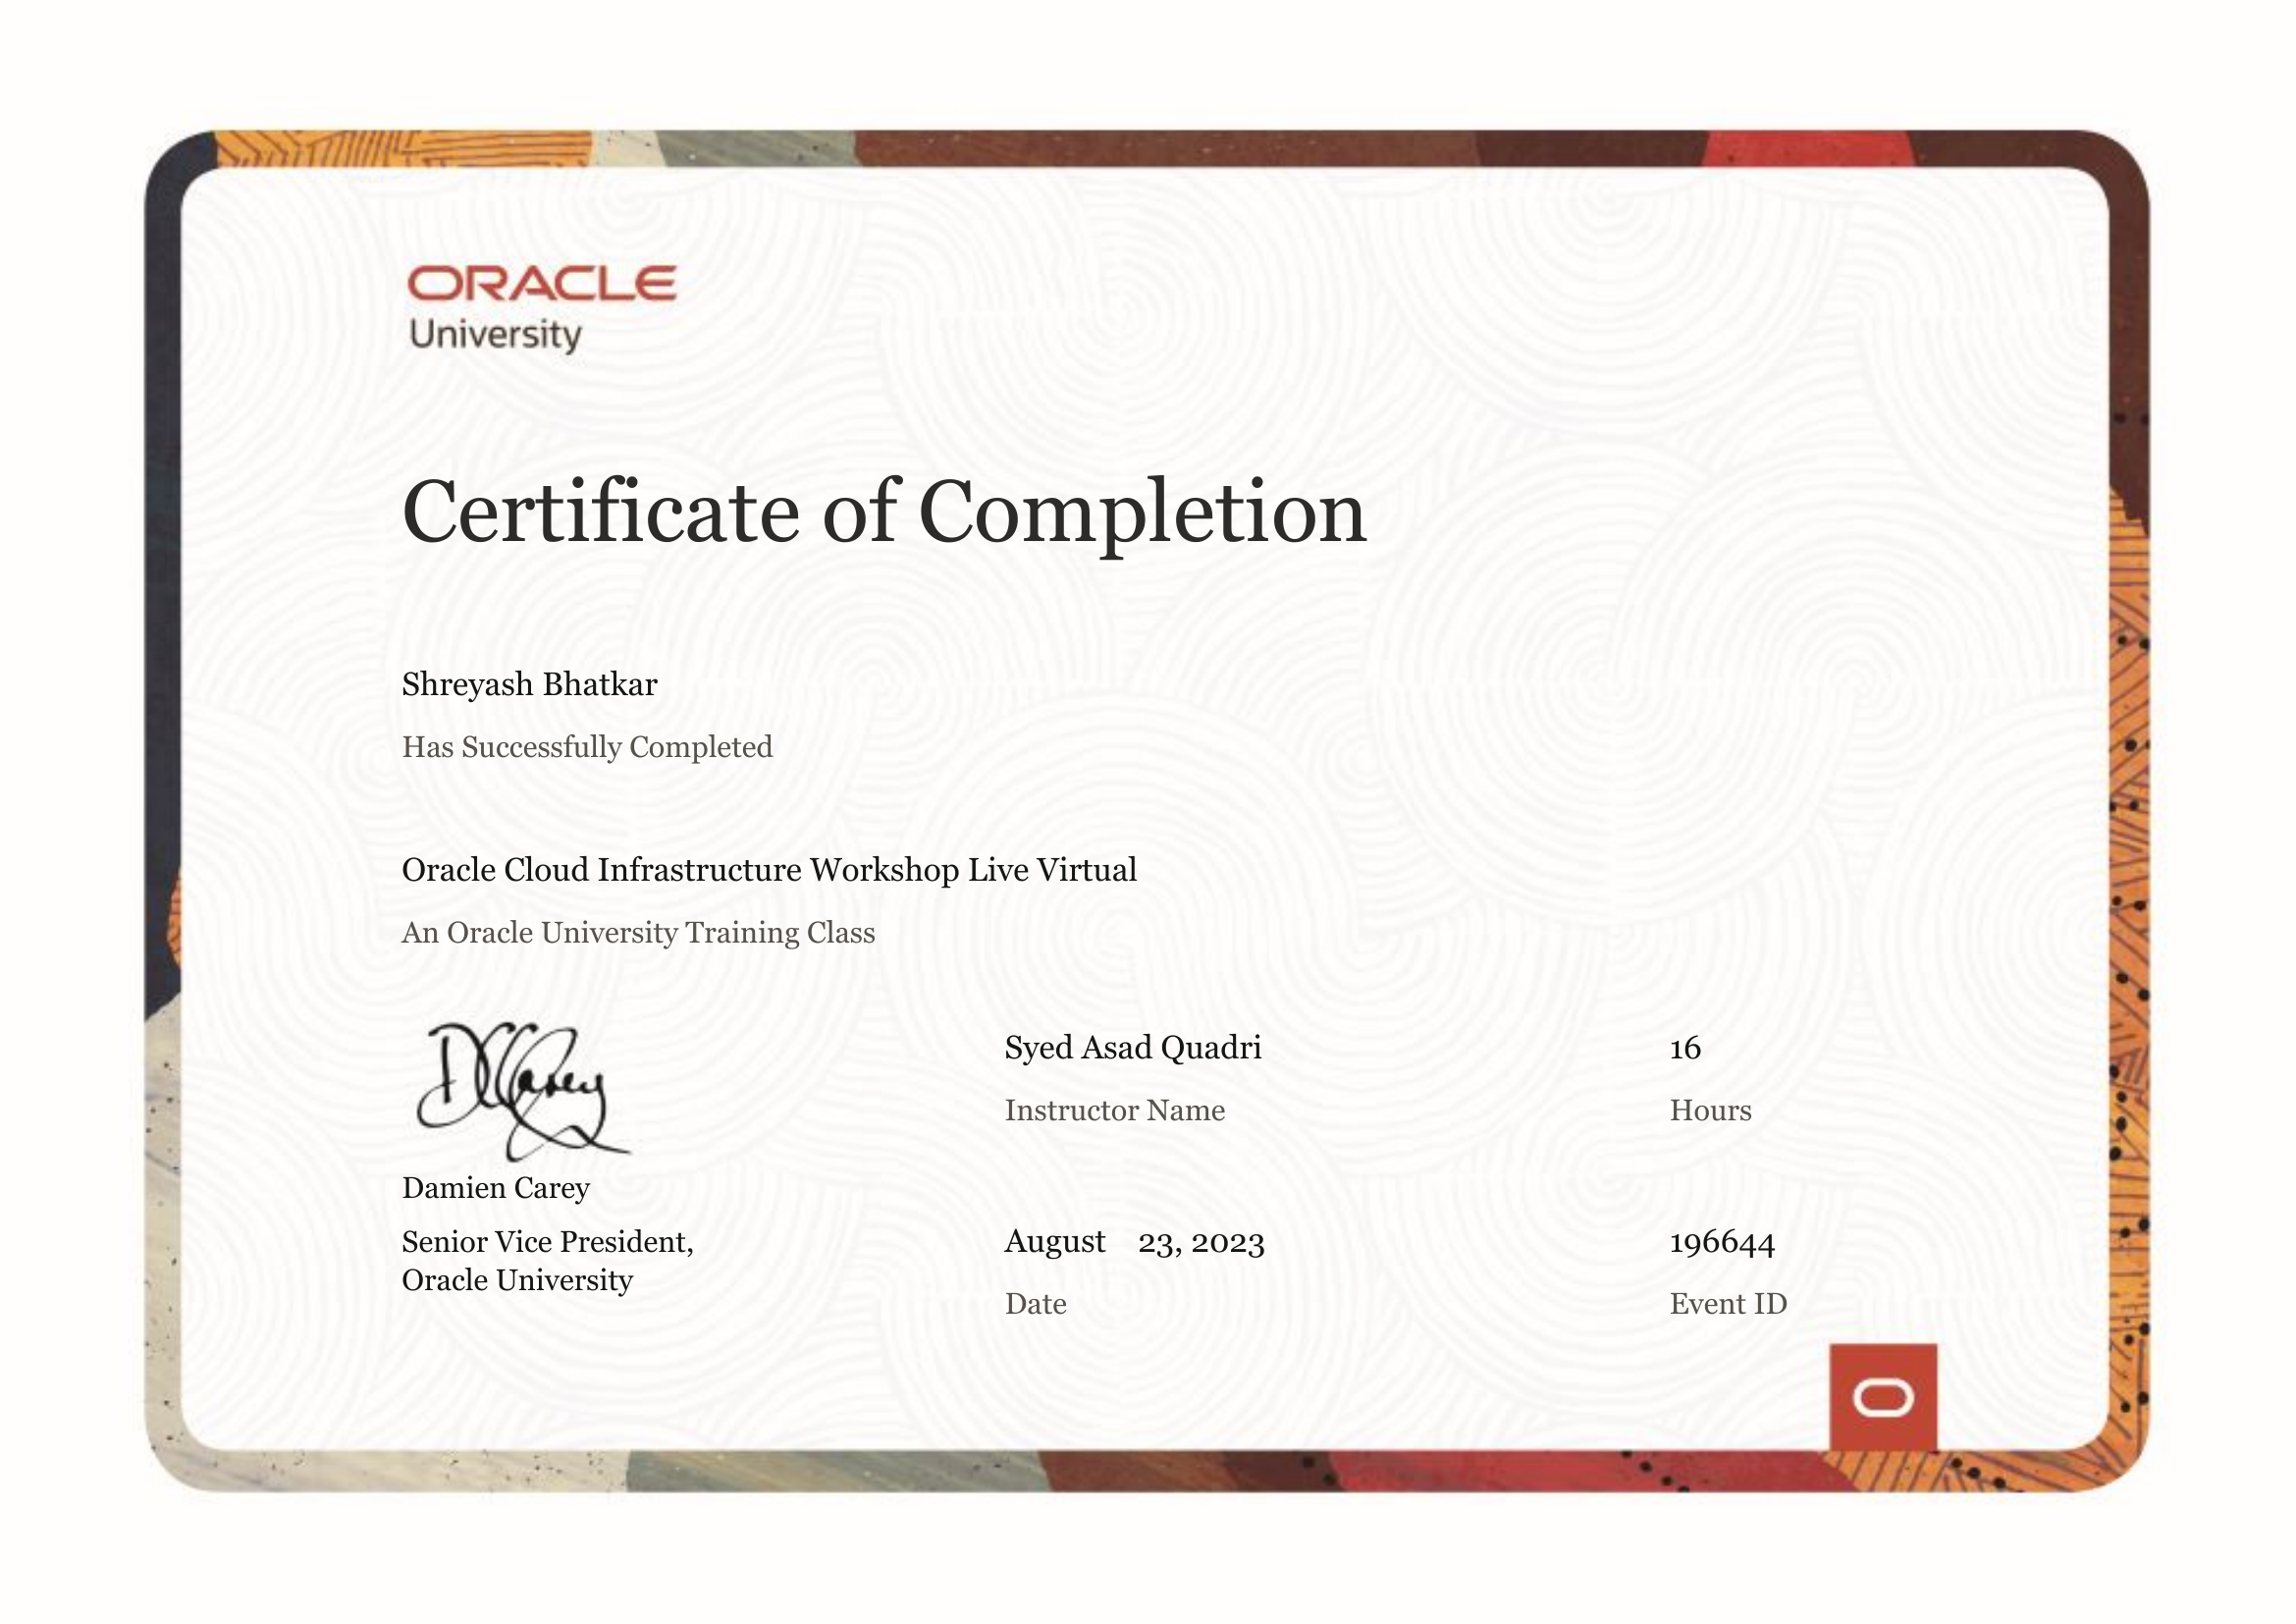 ORACLE
University
Certificate of Completion
Shreyash Bhatkar
Has Successfully Completed
Oracle Cloud Infrastructure Workshop Live Virtual
An Oracle University Training Class
DCCarey
Damien Carey
Senior Vice President,
Oracle University
Syed Asad Quadri
Instructor Name
16
Hours
August 23, 2023
Date
196644
Event ID